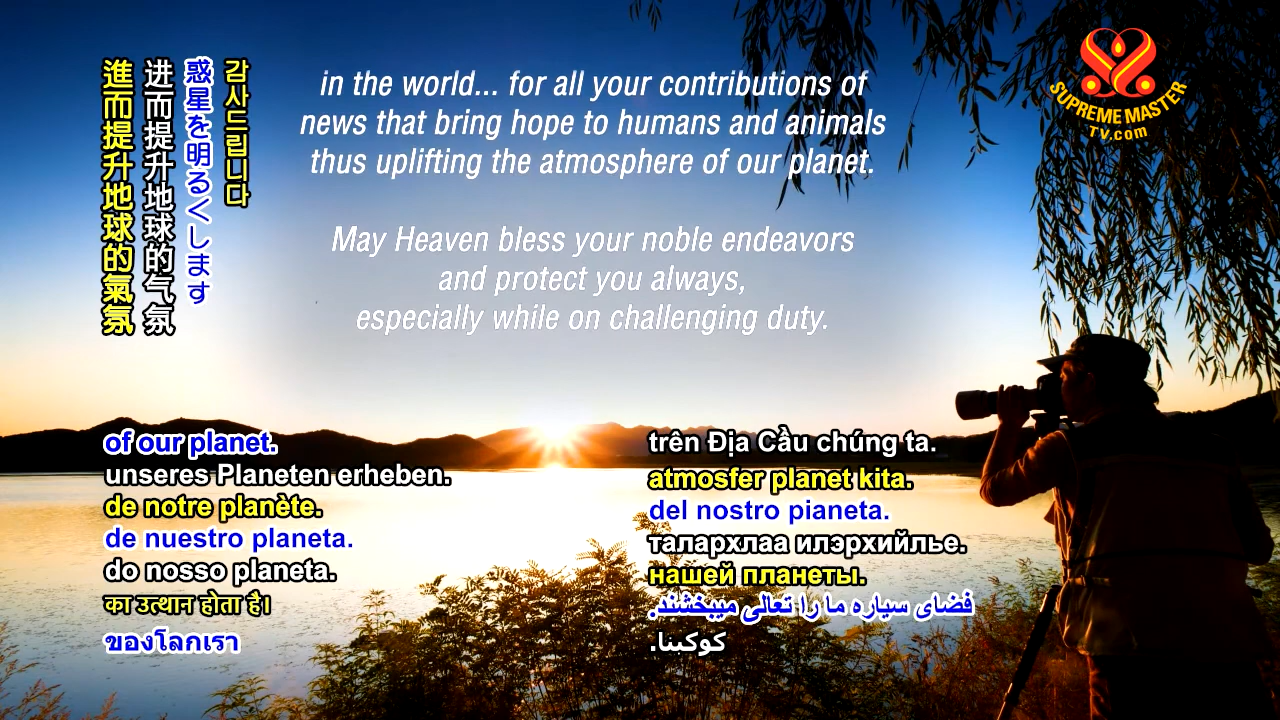 in the world... for all your contributions of
news that bring hope to humans and animals
thus uplifting the atmosphere of our planet.
May Heaven bless your noble endeavors
and protect you always,
especially while on challenging duty.
SUPREME MASTER
TV.com
감사드립니다
惑星を明るくします
进而提升地球的气氛
進而提升地球的氣氛
of our planet.
unseres Planeten erheben.
de notre planète.
de nuestro planeta.
do nosso planeta.
का उत्थान होता है।
ของโลกเรา
trên Địa Cầu chúng ta.
atmosfer planet kita.
del nostro pianeta.
талархлаа илэрхийлье.
нашей планеты.
فضای سیاره ما را تعالی میبخشند.
كوكبنا.